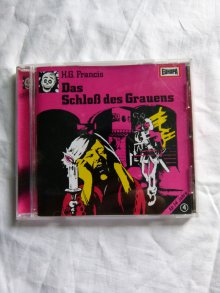 EUROPA
H.G. Francis
Das
Schloß des Grauens
4